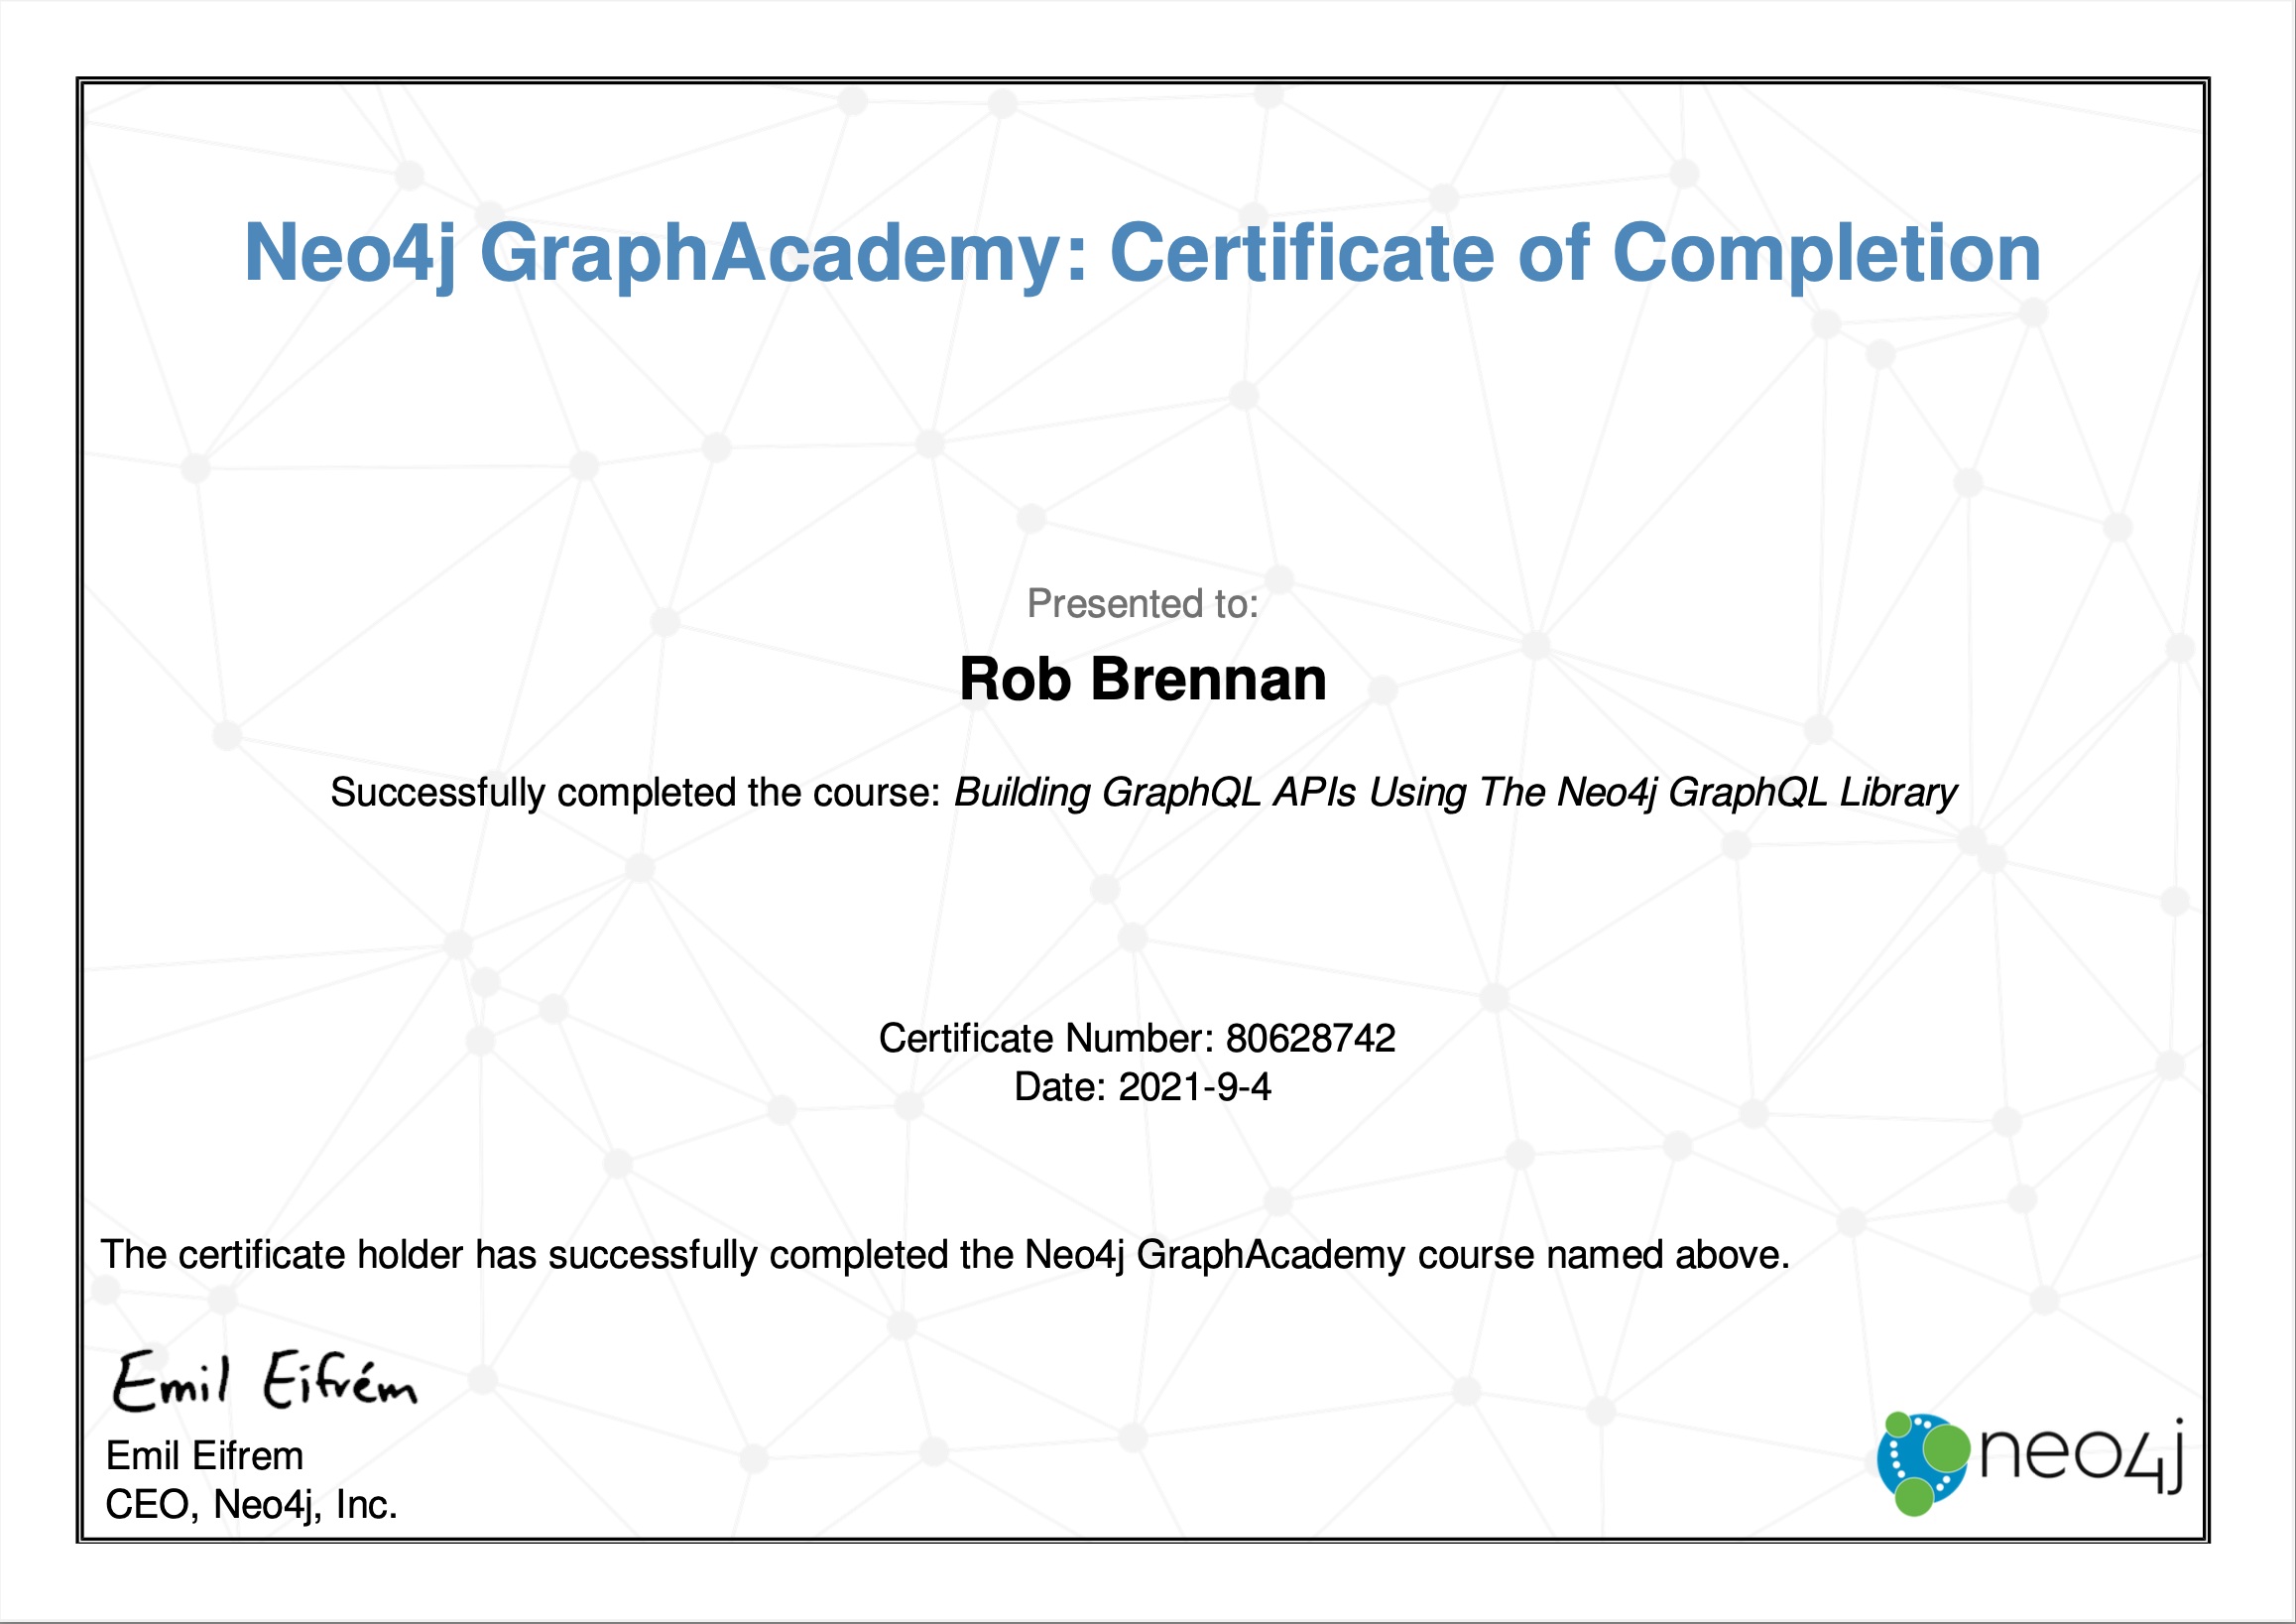 Neo4j GraphAcademy: Certificate of Completion
Presented to:
Rob Brennan
Successfully completed the course: Building GraphQL APIs Using The Neo4j GraphQL Library
Certificate Number: 80628742
Date: 2021-9-4
The certificate holder has successfully completed the Neo4j GraphAcademy course named above.
Emil Eifrém
Emil Eifrem
CEO, Neo4j, Inc.
neo4j